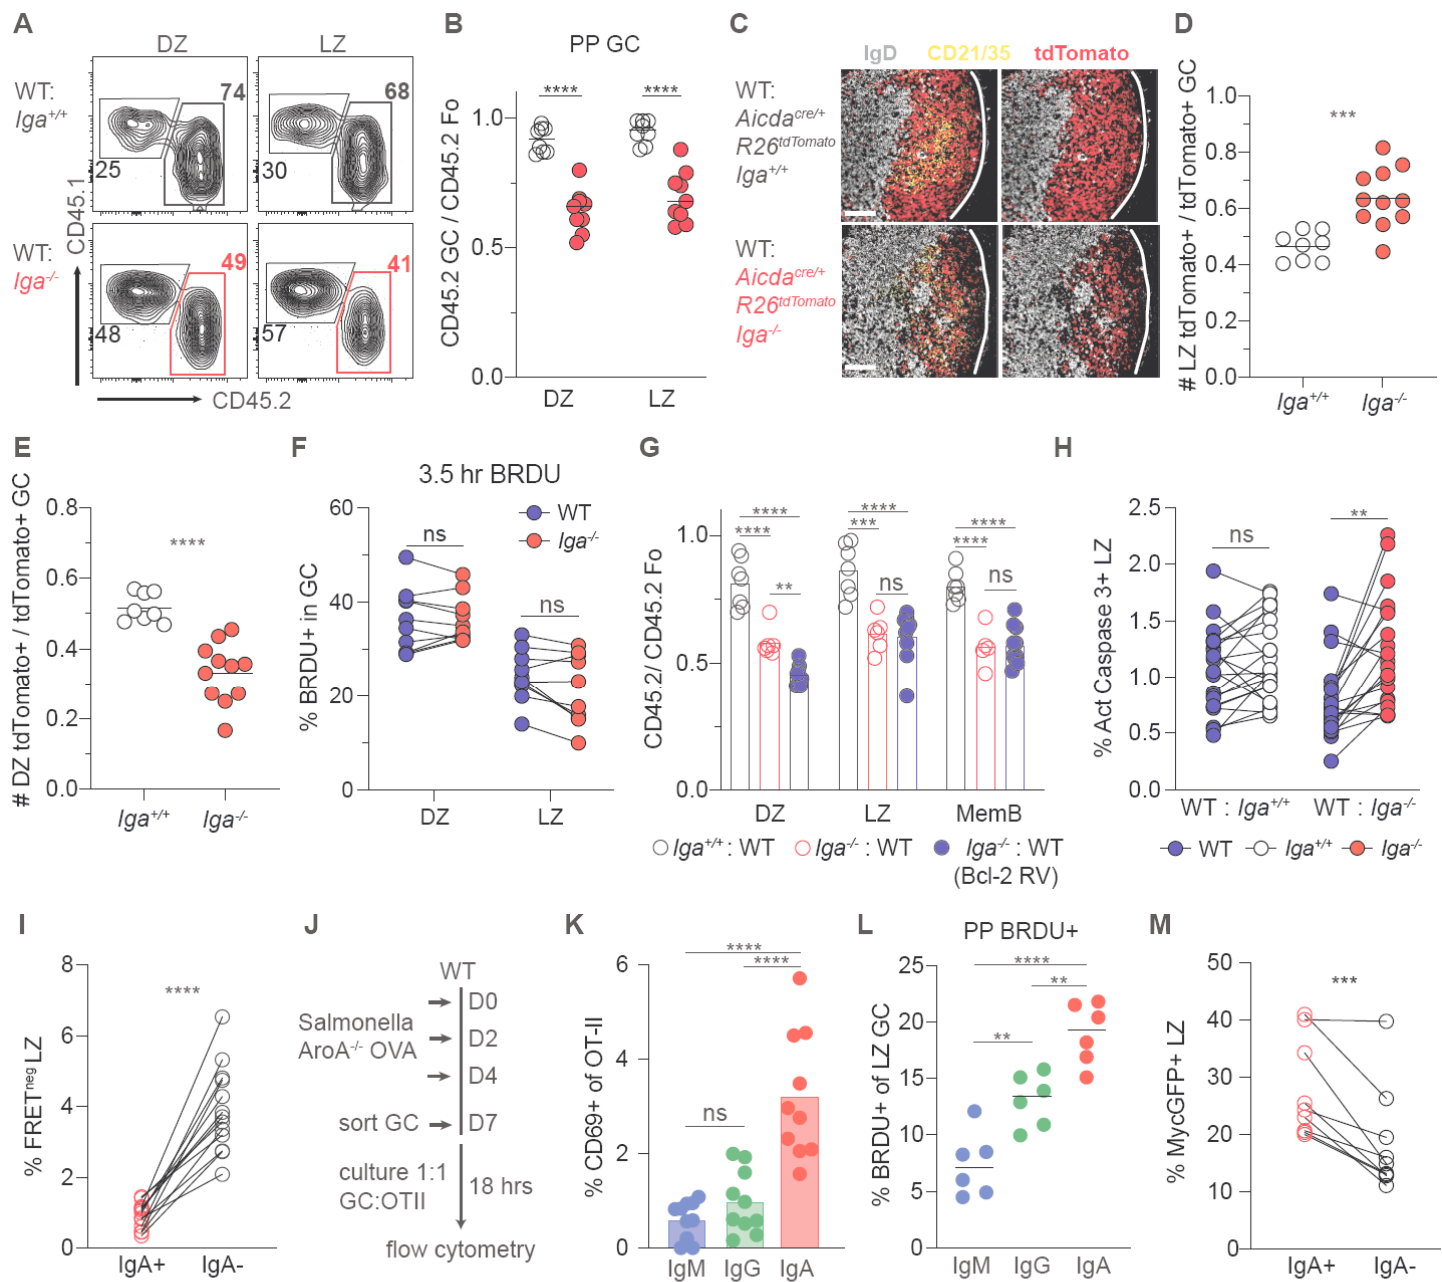 A
DZ
LZ
WT:
Iga+/+
74
25
68
30
WT:
Iga-/-
49
48
41
57
CD45.1
CD45.2
B
PP GC
CD45.2 GC / CD45.2 Fo
1.0
0.5
0.0
****
****
DZ
LZ
C
IgD
CD21/35
tdTomato
WT:
Aicdacre/+
R26tdTomato
Iga+/+
WT:
Aicdacre/+
R26tdTomato
Iga-/-
D
# LZ tdTomato+ / tdTomato+ GC
1.0
0.8
0.6
0.4
0.2
0.0
***
Iga+/+
Iga-/-
E
# DZ tdTomato+ / tdTomato+ GC
0.8
0.6
0.4
0.2
0.0
****
Iga+/+
Iga-/-
F
3.5 hr BRDU
% BRDU+ in GC
60
40
20
0
WT
Iga-/-
ns
ns
DZ
LZ
G
CD45.2/ CD45.2 Fo
1.0
0.5
0.0
****
****
**
****
***
ns
****
****
ns
DZ
LZ
MemB
Iga+/+ : WT
Iga-/- : WT
Iga-/- : WT
(Bcl-2 RV)
H
% Act Caspase 3+ LZ
2.5
2.0
1.5
1.0
0.5
0.0
ns
**
WT : Iga+/+
WT : Iga-/-
WT
Iga+/+
Iga-/-
I
% FRETneg LZ
8
6
4
2
0
****
IgA+
IgA-
J
WT
D0
Salmonella
AroA-/- OVA
D2
D4
sort GC
D7
culture 1:1
GC:OTII
18 hrs
flow cytometry
K
% CD69+ of OT-II
6
4
2
0
****
****
ns
IgM
IgG
IgA
L
PP BRDU+
% BRDU+ of LZ GC
25
20
15
10
5
0
****
**
**
IgM
IgG
IgA
M
% MycGFP+ LZ
50
40
30
20
10
0
***
IgA+
IgA-